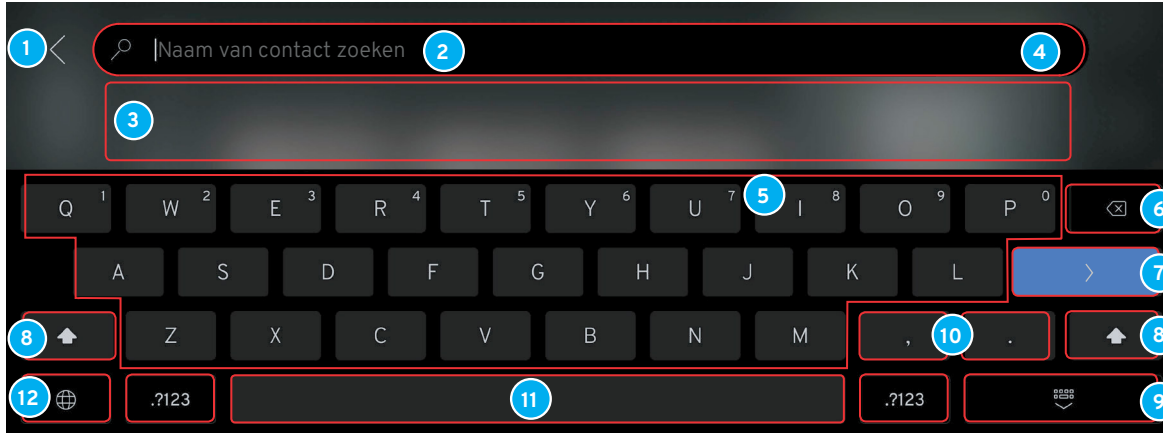 1 Naam van contact zoeken 2 4
3
5
Q 1 W 2 E 3 R 4 T 5 Y 6 U 7 I 8 O 9 P 0 6
A S D F G H J K L 7
8 Z X C V B N M , 10 . 8
12 .?123 11 .?123 9